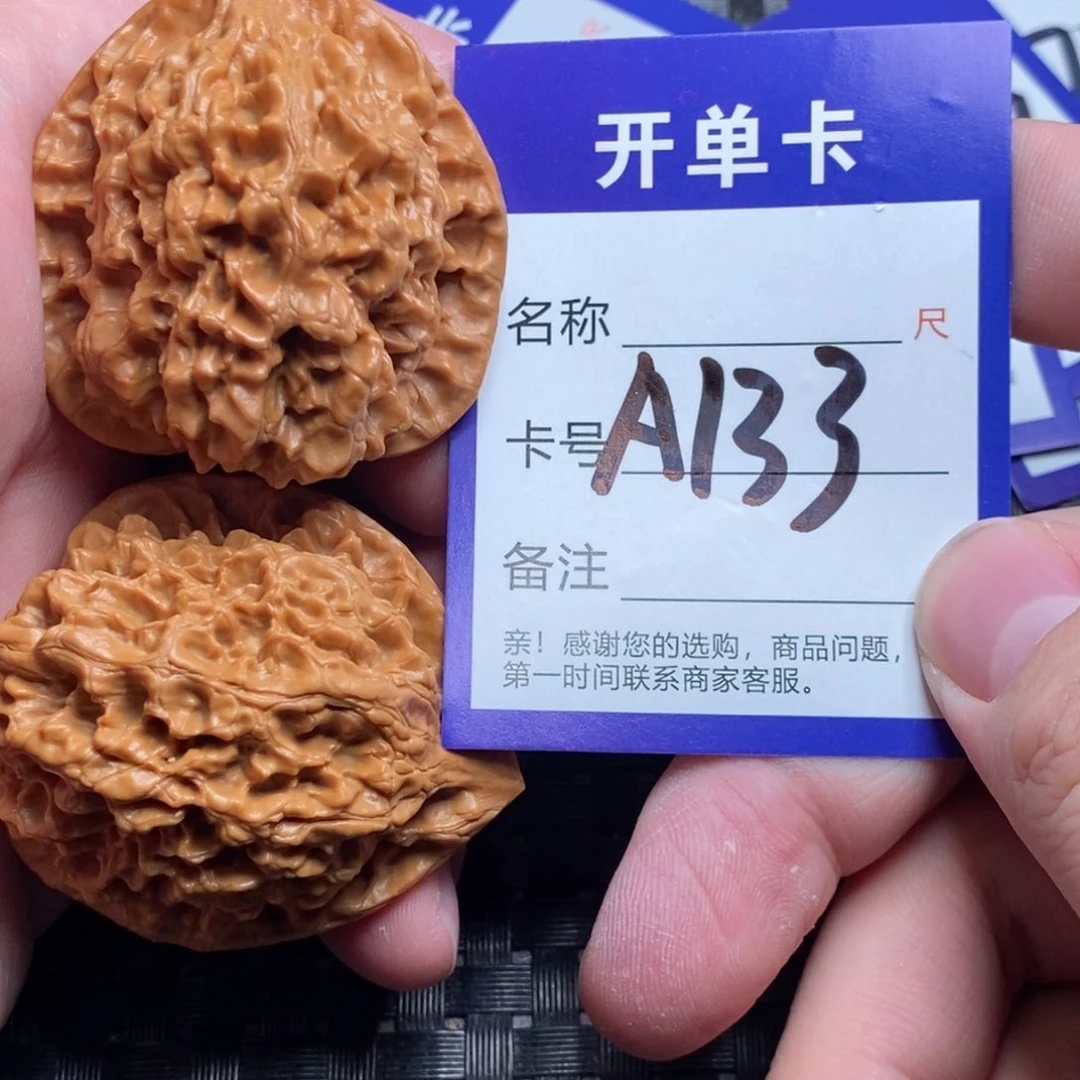 开单卡
名称 尺
卡号 A133
备注
亲！感谢您的选购，商品问题，
第一时间联系商家客服。